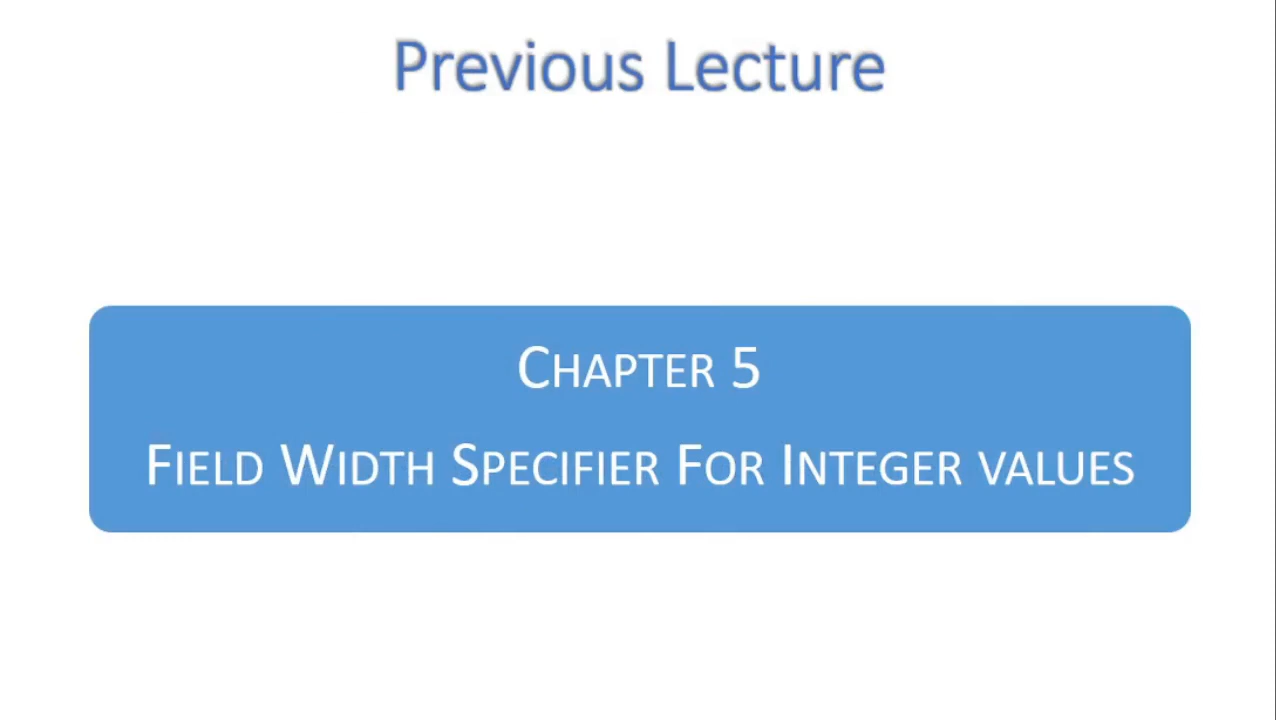 Previous Lecture
CHAPTER 5
FIELD WIDTH SPECIFIER FOR INTEGER VALUES